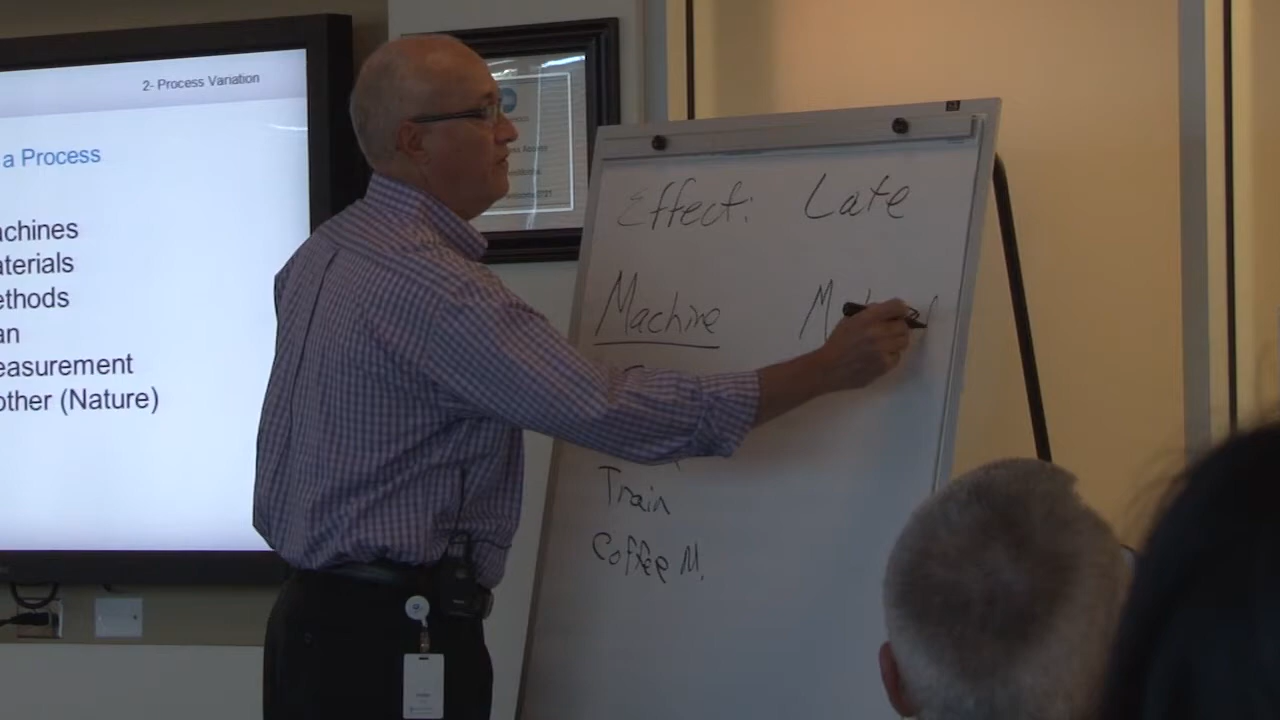 2- Process Variation
a Process
achines
aterials
ethods
an
easurement
other (Nature)
Effect: Late
Machine
Train
Coffee M.